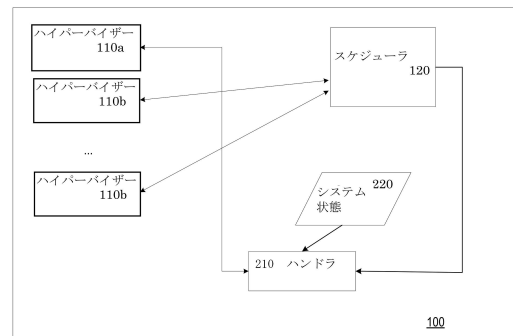 ハイパーバイザー
110a
ハイパーバイザー
110b
...
ハイパーバイザー
110b
スケジューラ
120
システム 220
状態
210 ハンドラ
100